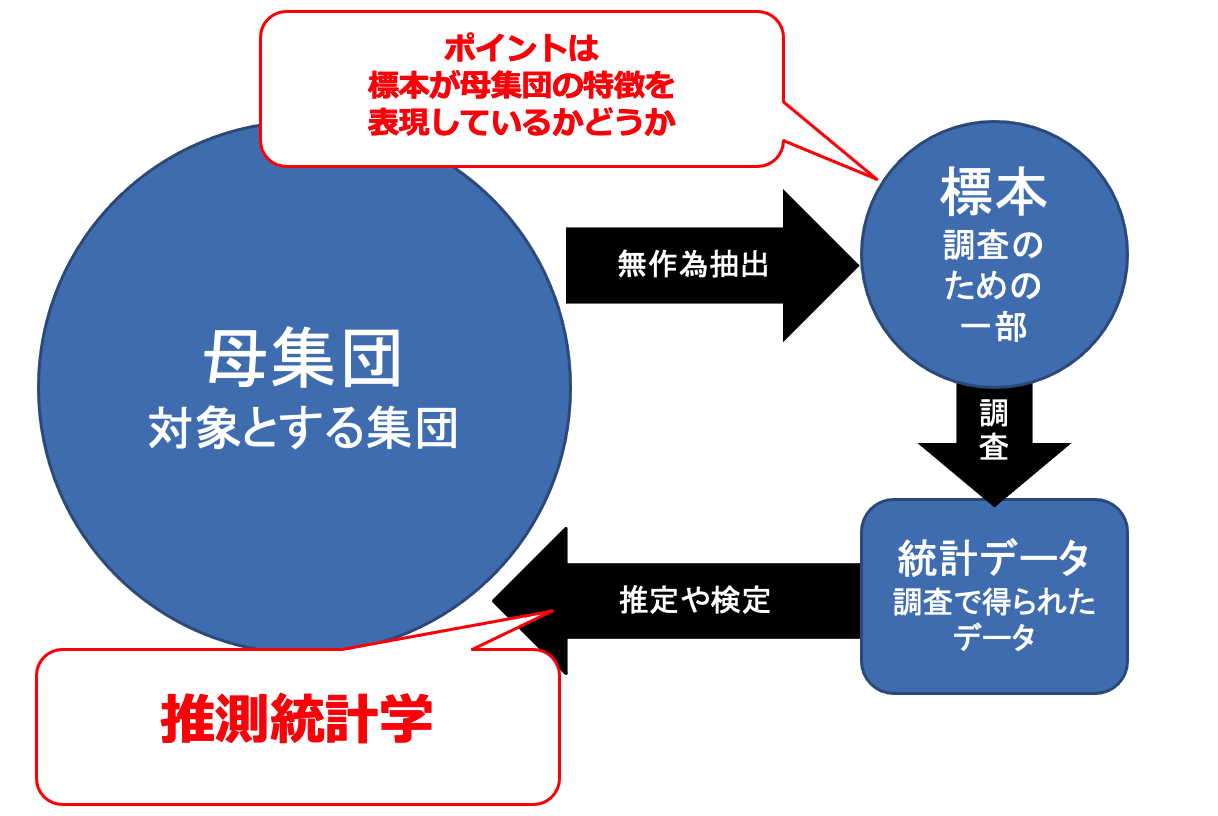 ポイントは
標本が母集団の特徴を
表現しているかどうか
標本
調査の
ための
一部
無作為抽出
母集団
対象とする集団
調
査
統計データ
調査で得られた
データ
推定や検定
推測統計学